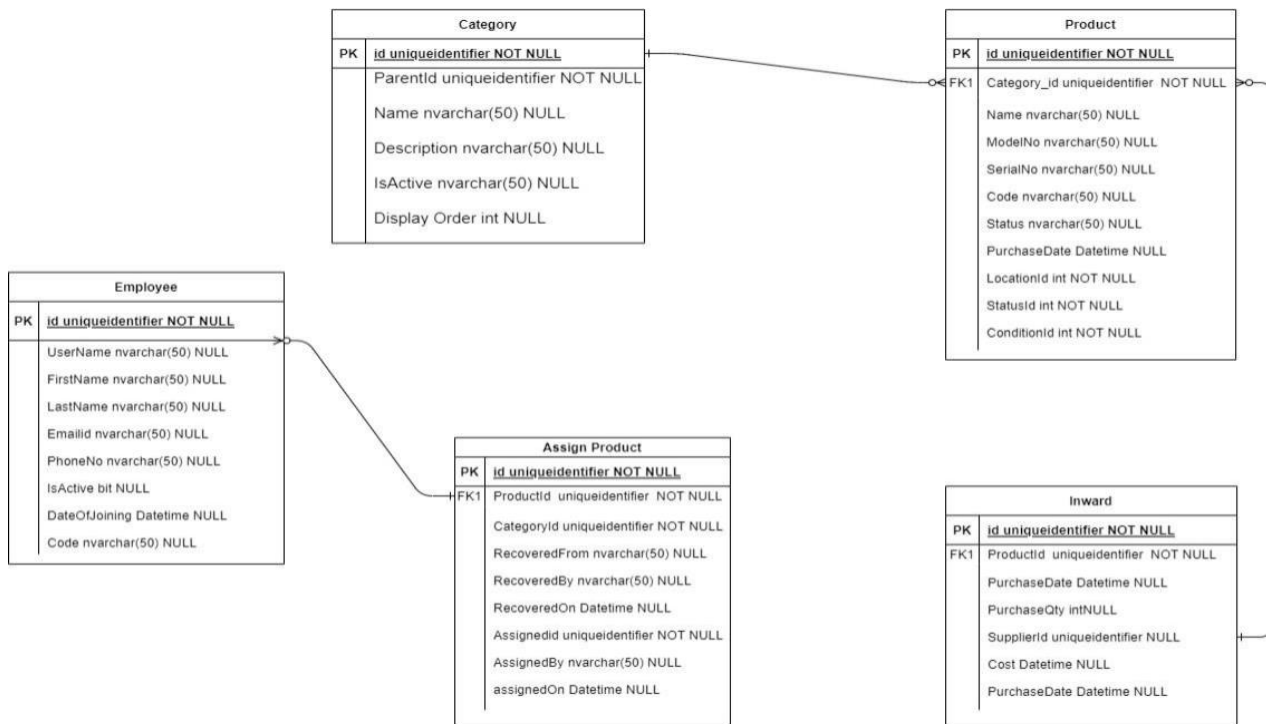 Category
PK id uniqueidentifier NOT NULL
ParentId uniqueidentifier NOT NULL
Name nvarchar(50) NULL
Description nvarchar(50) NULL
IsActive nvarchar(50) NULL
Display Order int NULL
Product
PK id uniqueidentifier NOT NULL
FK1 Category_id uniqueidentifier NOT NULL
Name nvarchar(50) NULL
ModelNo nvarchar(50) NULL
SerialNo nvarchar(50) NULL
Code nvarchar(50) NULL
Status nvarchar(50) NULL
PurchaseDate Datetime NULL
LocationId int NOT NULL
StatusId int NOT NULL
ConditionId int NOT NULL
Employee
PK id uniqueidentifier NOT NULL
UserName nvarchar(50) NULL
FirstName nvarchar(50) NULL
LastName nvarchar(50) NULL
Emailid nvarchar(50) NULL
PhoneNo nvarchar(50) NULL
IsActive bit NULL
DateOfJoining Datetime NULL
Code nvarchar(50) NULL
Assign Product
PK id uniqueidentifier NOT NULL
FK1 ProductId uniqueidentifier NOT NULL
CategoryId uniqueidentifier NOT NULL
RecoveredFrom nvarchar(50) NULL
RecoveredBy nvarchar(50) NULL
RecoveredOn Datetime NULL
Assignedid uniqueidentifier NOT NULL
AssignedBy nvarchar(50) NULL
assignedOn Datetime NULL
Inward
PK id uniqueidentifier NOT NULL
FK1 ProductId uniqueidentifier NOT NULL
PurchaseDate Datetime NULL
PurchaseQty intNULL
SupplierId uniqueidentifier NULL
Cost Datetime NULL
PurchaseDate Datetime NULL